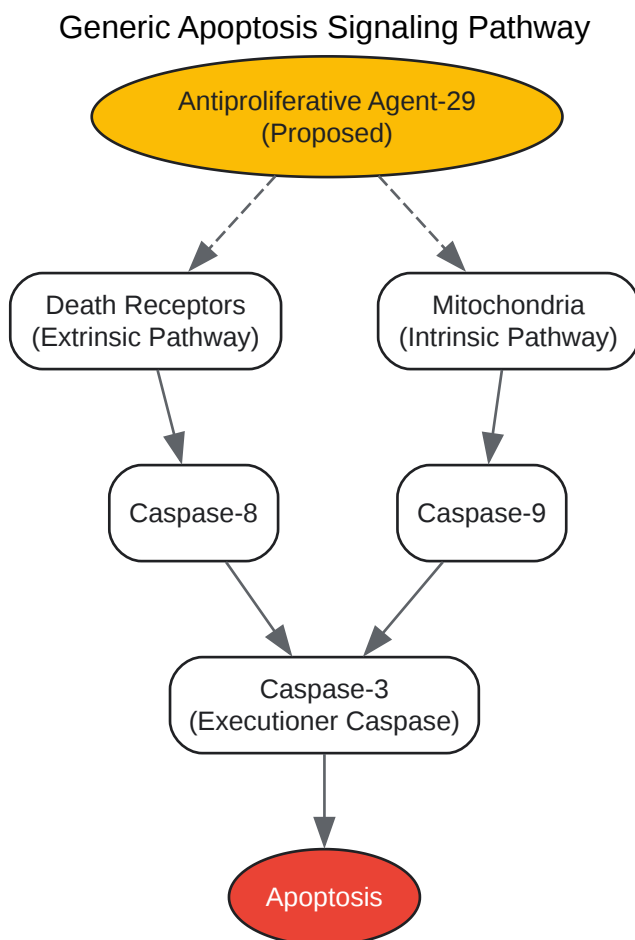 Generic Apoptosis Signaling Pathway
Antiproliferative Agent-29
(Proposed)
Death Receptors
(Extrinsic Pathway)
Mitochondria
(Intrinsic Pathway)
Caspase-8
Caspase-9
Caspase-3
(Executioner Caspase)
Apoptosis